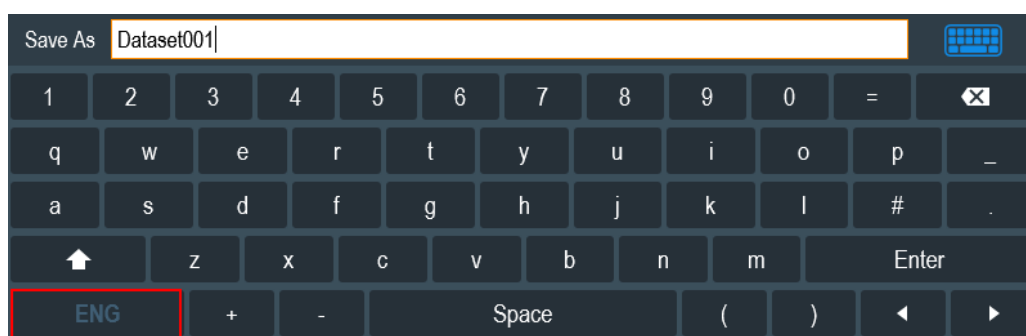 Save As Dataset001
1 2 3 4 5 6 7 8 9 0 =
q w e r t y u i o p _
a s d f g h j k l # .
z x c v b n m Enter
ENG + - Space ( )